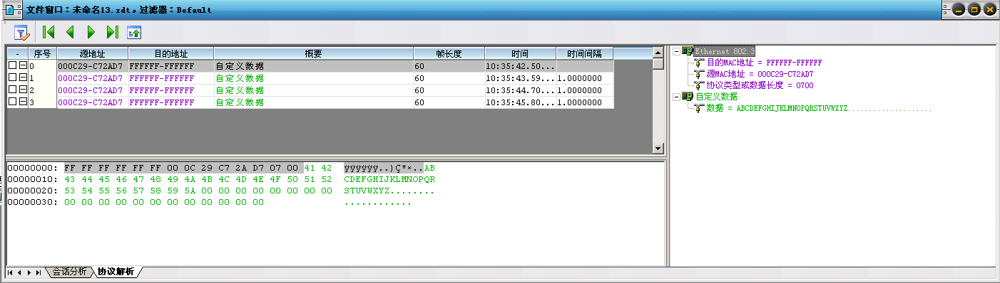 文件窗口：未命名13.zdt，过滤器：Default
- 序号 源地址 目的地址 概要 帧长度 时间 时间间隔
0 000C29-C72AD7 FFFFFF-FFFFFF 自定义数据 60 10:35:42.50...
1 000C29-C72AD7 FFFFFF-FFFFFF 自定义数据 60 10:35:43.59... 1.0000000
2 000C29-C72AD7 FFFFFF-FFFFFF 自定义数据 60 10:35:44.70... 1.0000000
3 000C29-C72AD7 FFFFFF-FFFFFF 自定义数据 60 10:35:45.80... 1.0000000
00000000: FF FF FF FF FF FF 00 0C 29 C7 2A D7 07 00 41 42 ÿÿÿÿÿÿ..)Ç*×..AB
00000010: 43 44 45 46 47 48 49 4A 4B 4C 4D 4E 4F 50 51 52 CDEFGHIJKLMNOPQR
00000020: 53 54 55 56 57 58 59 5A 00 00 00 00 00 00 00 00 STUVWXYZ........
00000030: 00 00 00 00 00 00 00 00 00 00 00 00 ............
会话分析 协议解析
Ethernet 802.3
目的MAC地址 = FFFFFF-FFFFFF
源MAC地址 = 000C29-C72AD7
协议类型或数据长度 = 0700
自定义数据
数据 = ABCDEFGHIJKLMNOPQRSTUVWXYZ....................